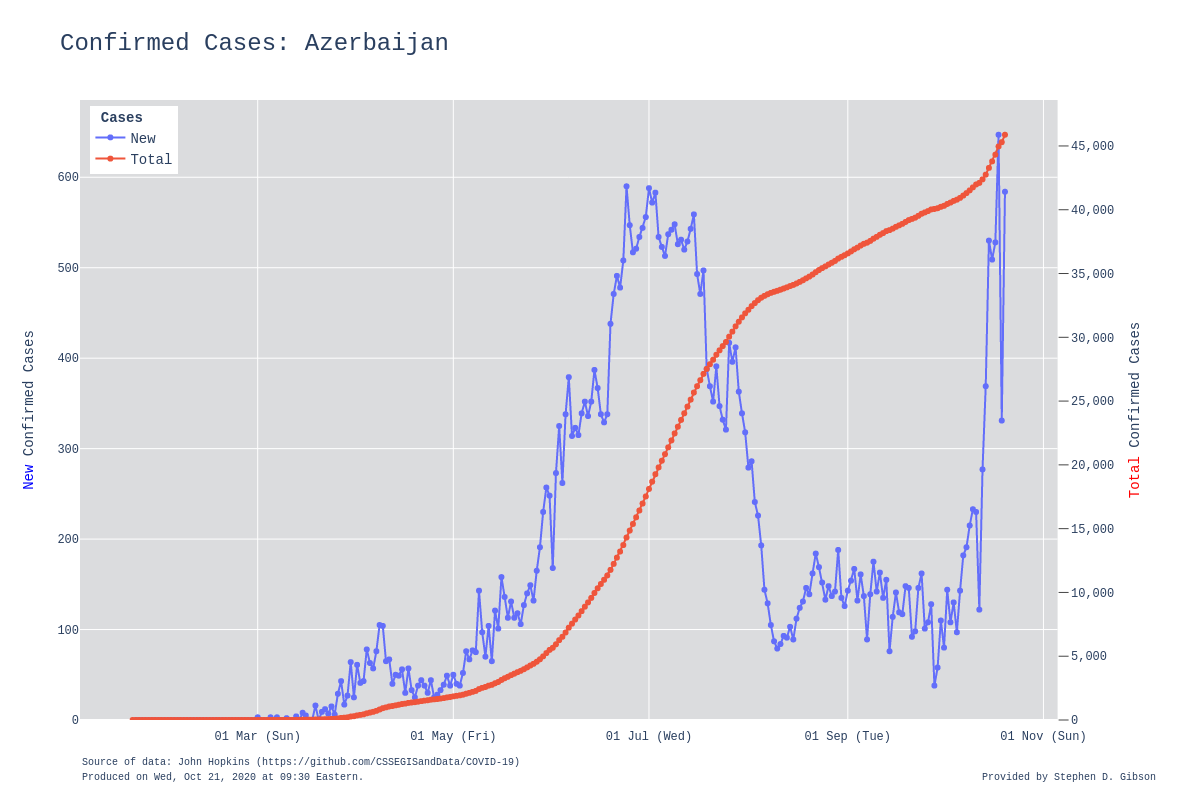 Confirmed Cases: Azerbaijan
Cases
New
Total
600
500
400
300
200
100
0
45,000
40,000
35,000
30,000
25,000
20,000
15,000
10,000
5,000
0
New Confirmed Cases
Total Confirmed Cases
01 Mar (Sun)
01 May (Fri)
01 Jul (Wed)
01 Sep (Tue)
01 Nov (Sun)
Source of data: John Hopkins (https://github.com/CSSEGISandData/COVID-19)
Produced on Wed, Oct 21, 2020 at 09:30 Eastern.
Provided by Stephen D. Gibson